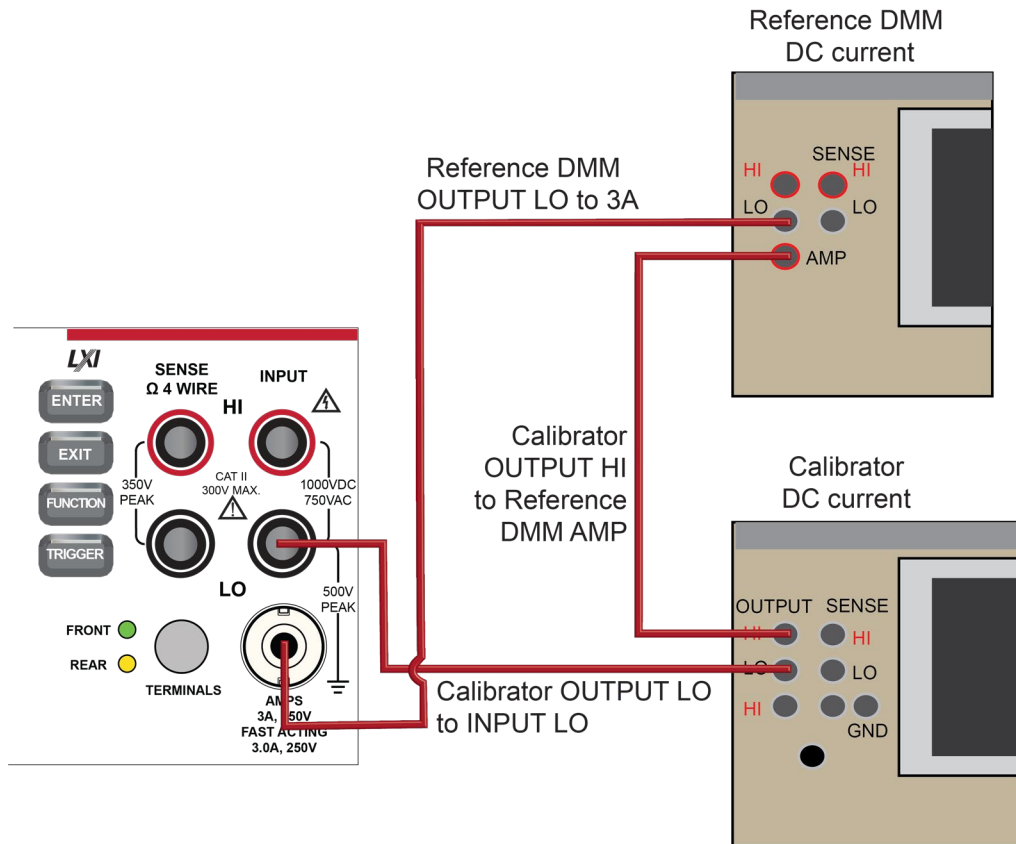 Reference DMM
DC current
SENSE
HI
HI
LO
LO
AMP
Reference DMM
OUTPUT LO to 3A
LXI
ENTER
EXIT
FUNCTION
TRIGGER
SENSE
Ω 4 WIRE
INPUT
HI
350V
PEAK
CAT II
300V MAX.
1000VDC
750VAC
LO
500V
PEAK
FRONT
REAR
TERMINALS
AMPS
3A, 250V
FAST ACTING
3.0A, 250V
Calibrator
OUTPUT HI
to Reference
DMM AMP
Calibrator OUTPUT LO
to INPUT LO
Calibrator
DC current
OUTPUT SENSE
HI
HI
LO
LO
HI
GND